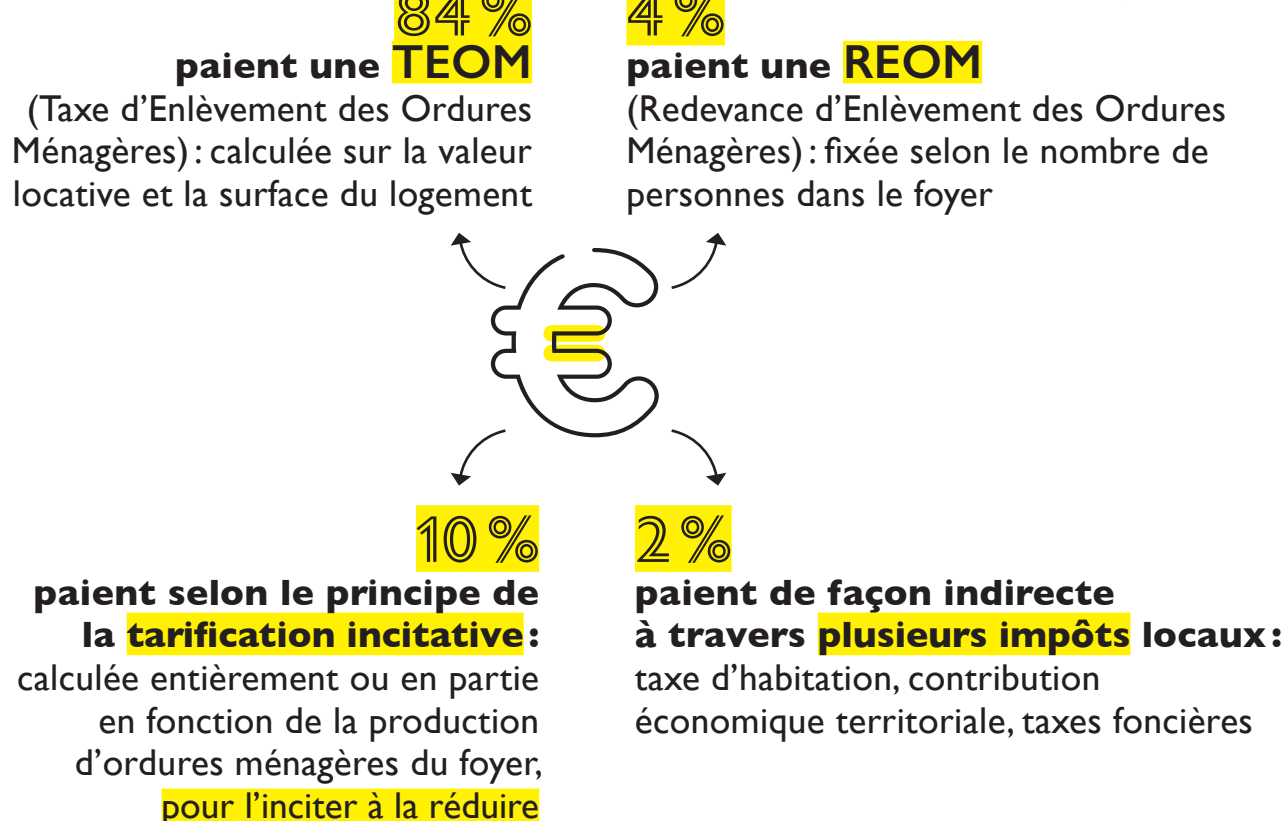 84 %
paient une TEOM
(Taxe d'Enlèvement des Ordures
Ménagères) : calculée sur la valeur
locative et la surface du logement
4 %
paient une REOM
(Redevance d'Enlèvement des Ordures
Ménagères) : fixée selon le nombre de
personnes dans le foyer
€
10 %
paient selon le principe de
la tarification incitative :
calculée entièrement ou en partie
en fonction de la production
d'ordures ménagères du foyer,
pour l'inciter à la réduire
2 %
paient de façon indirecte
à travers plusieurs impôts locaux :
taxe d'habitation, contribution
économique territoriale, taxes foncières